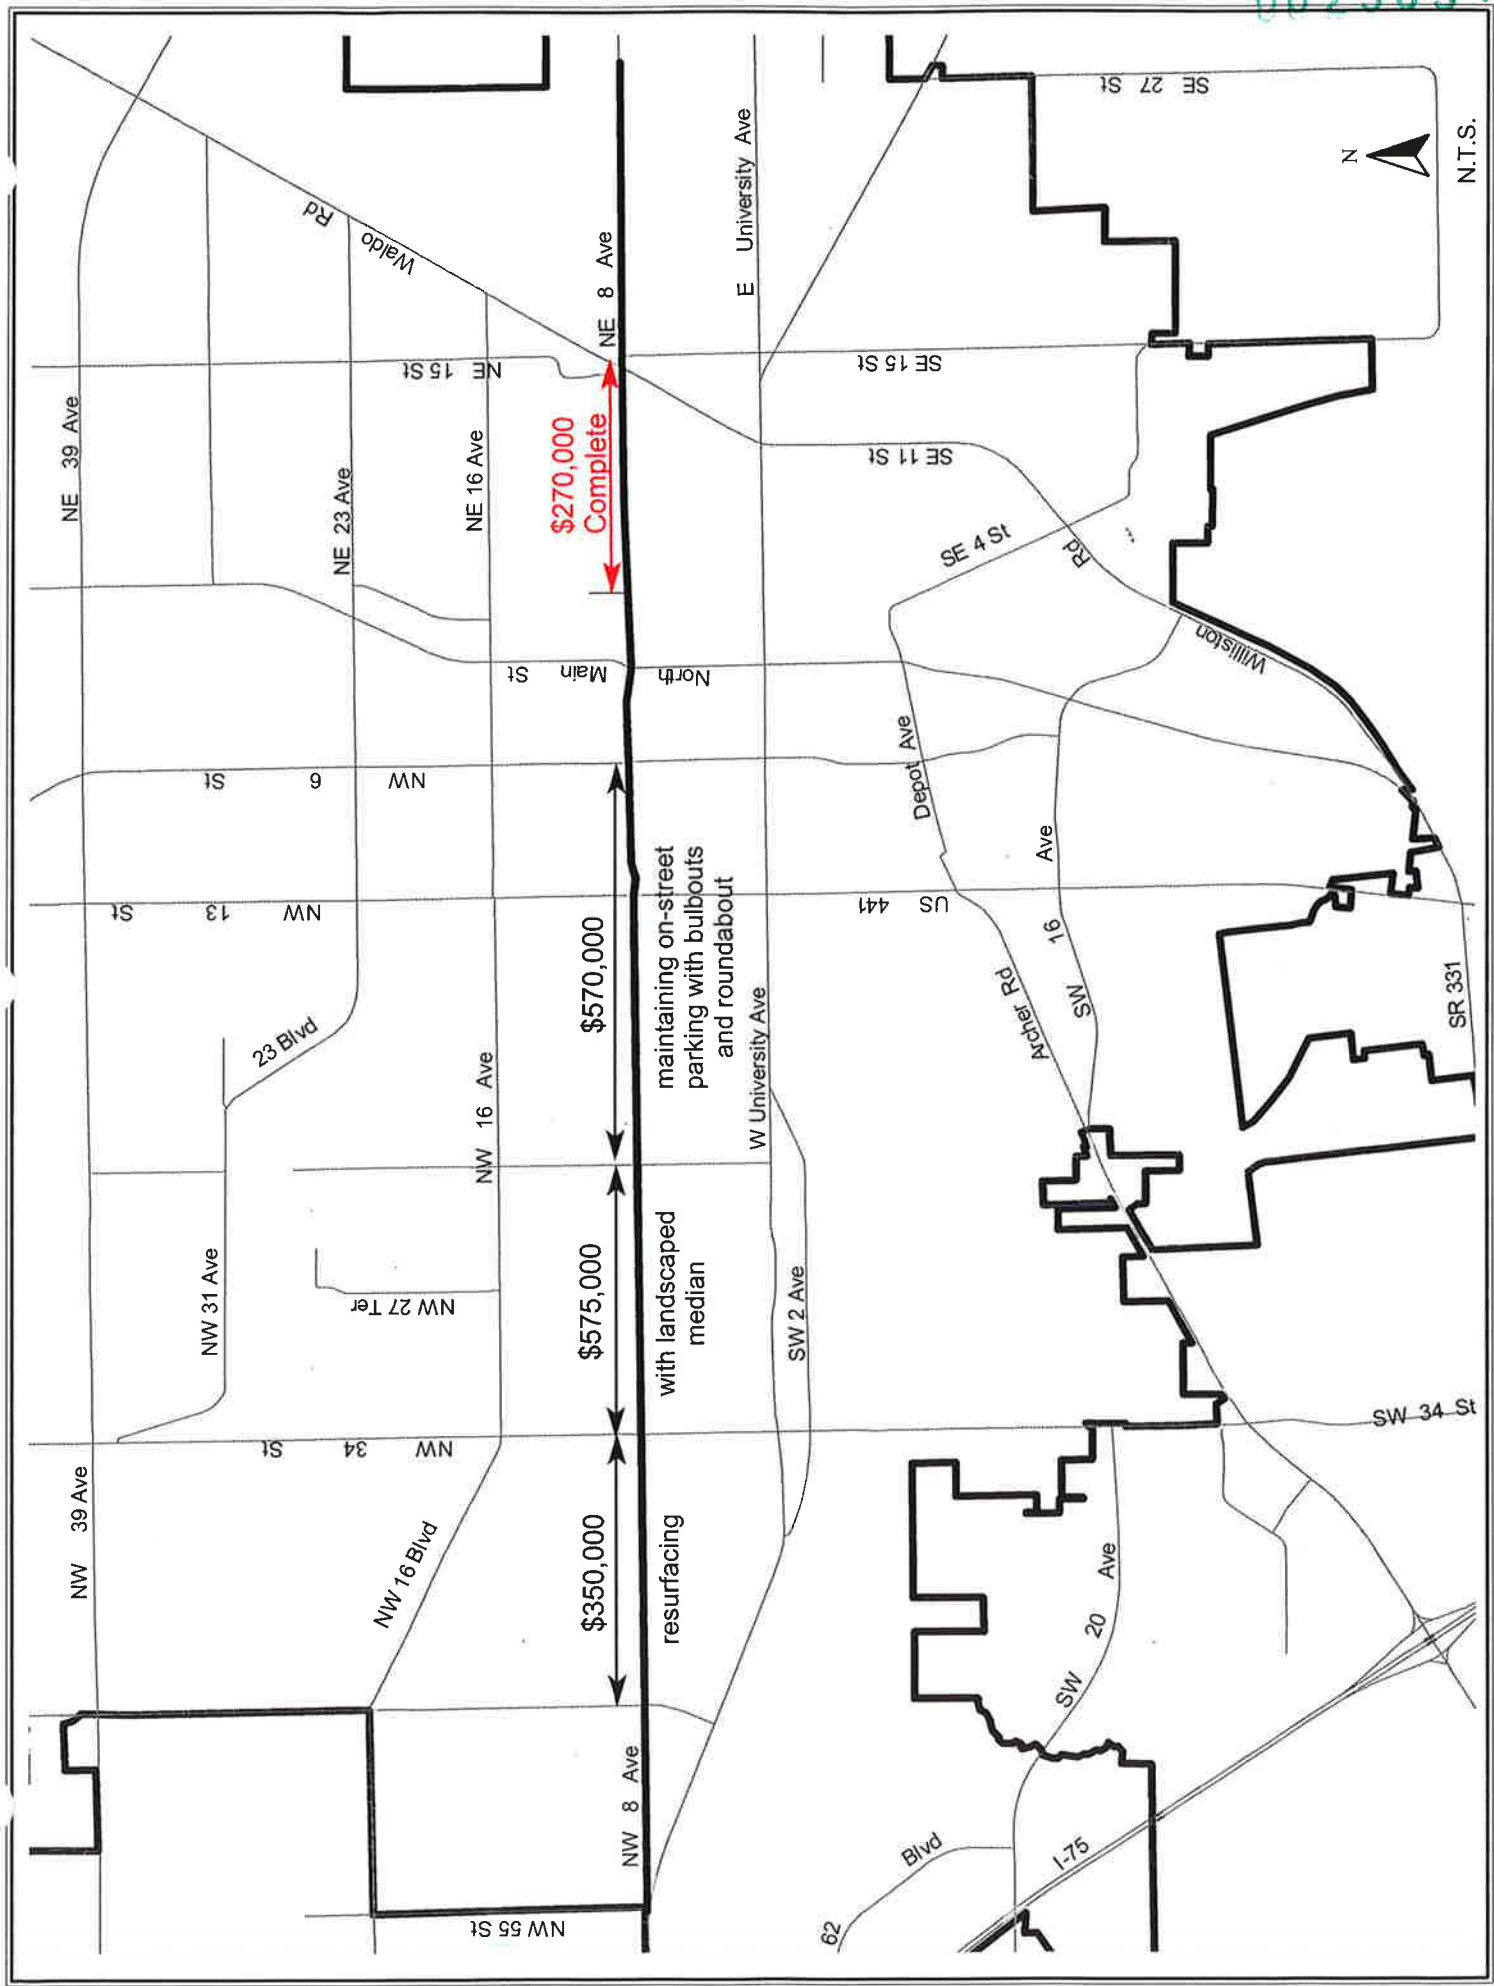 NE 39 Ave
NE 23 Ave
NE 16 Ave
NE 15 St
Waldo
Rd
NE 8 Ave
E University Ave
SE 27 St
N
N.T.S.
$270,000
Complete
SE 15 St
SE 11 St
SE 4 St
Williston
Rd
North Main St
NW 6 St
NW 13 St
US 441
Depot Ave
SW 16 Ave
Archer Rd
SR 331
23 Blvd
NW 16 Ave
$570,000
maintaining on-street
parking with bulbouts
and roundabout
W University Ave
NW 31 Ave
NW 27 Ter
$575,000
with landscaped
median
SW 2 Ave
NW 34 St
SW 34 St
NW 39 Ave
NW 16 Blvd
$350,000
resurfacing
SW 20 Ave
NW 8 Ave
NW 55 St
62 Blvd
I-75